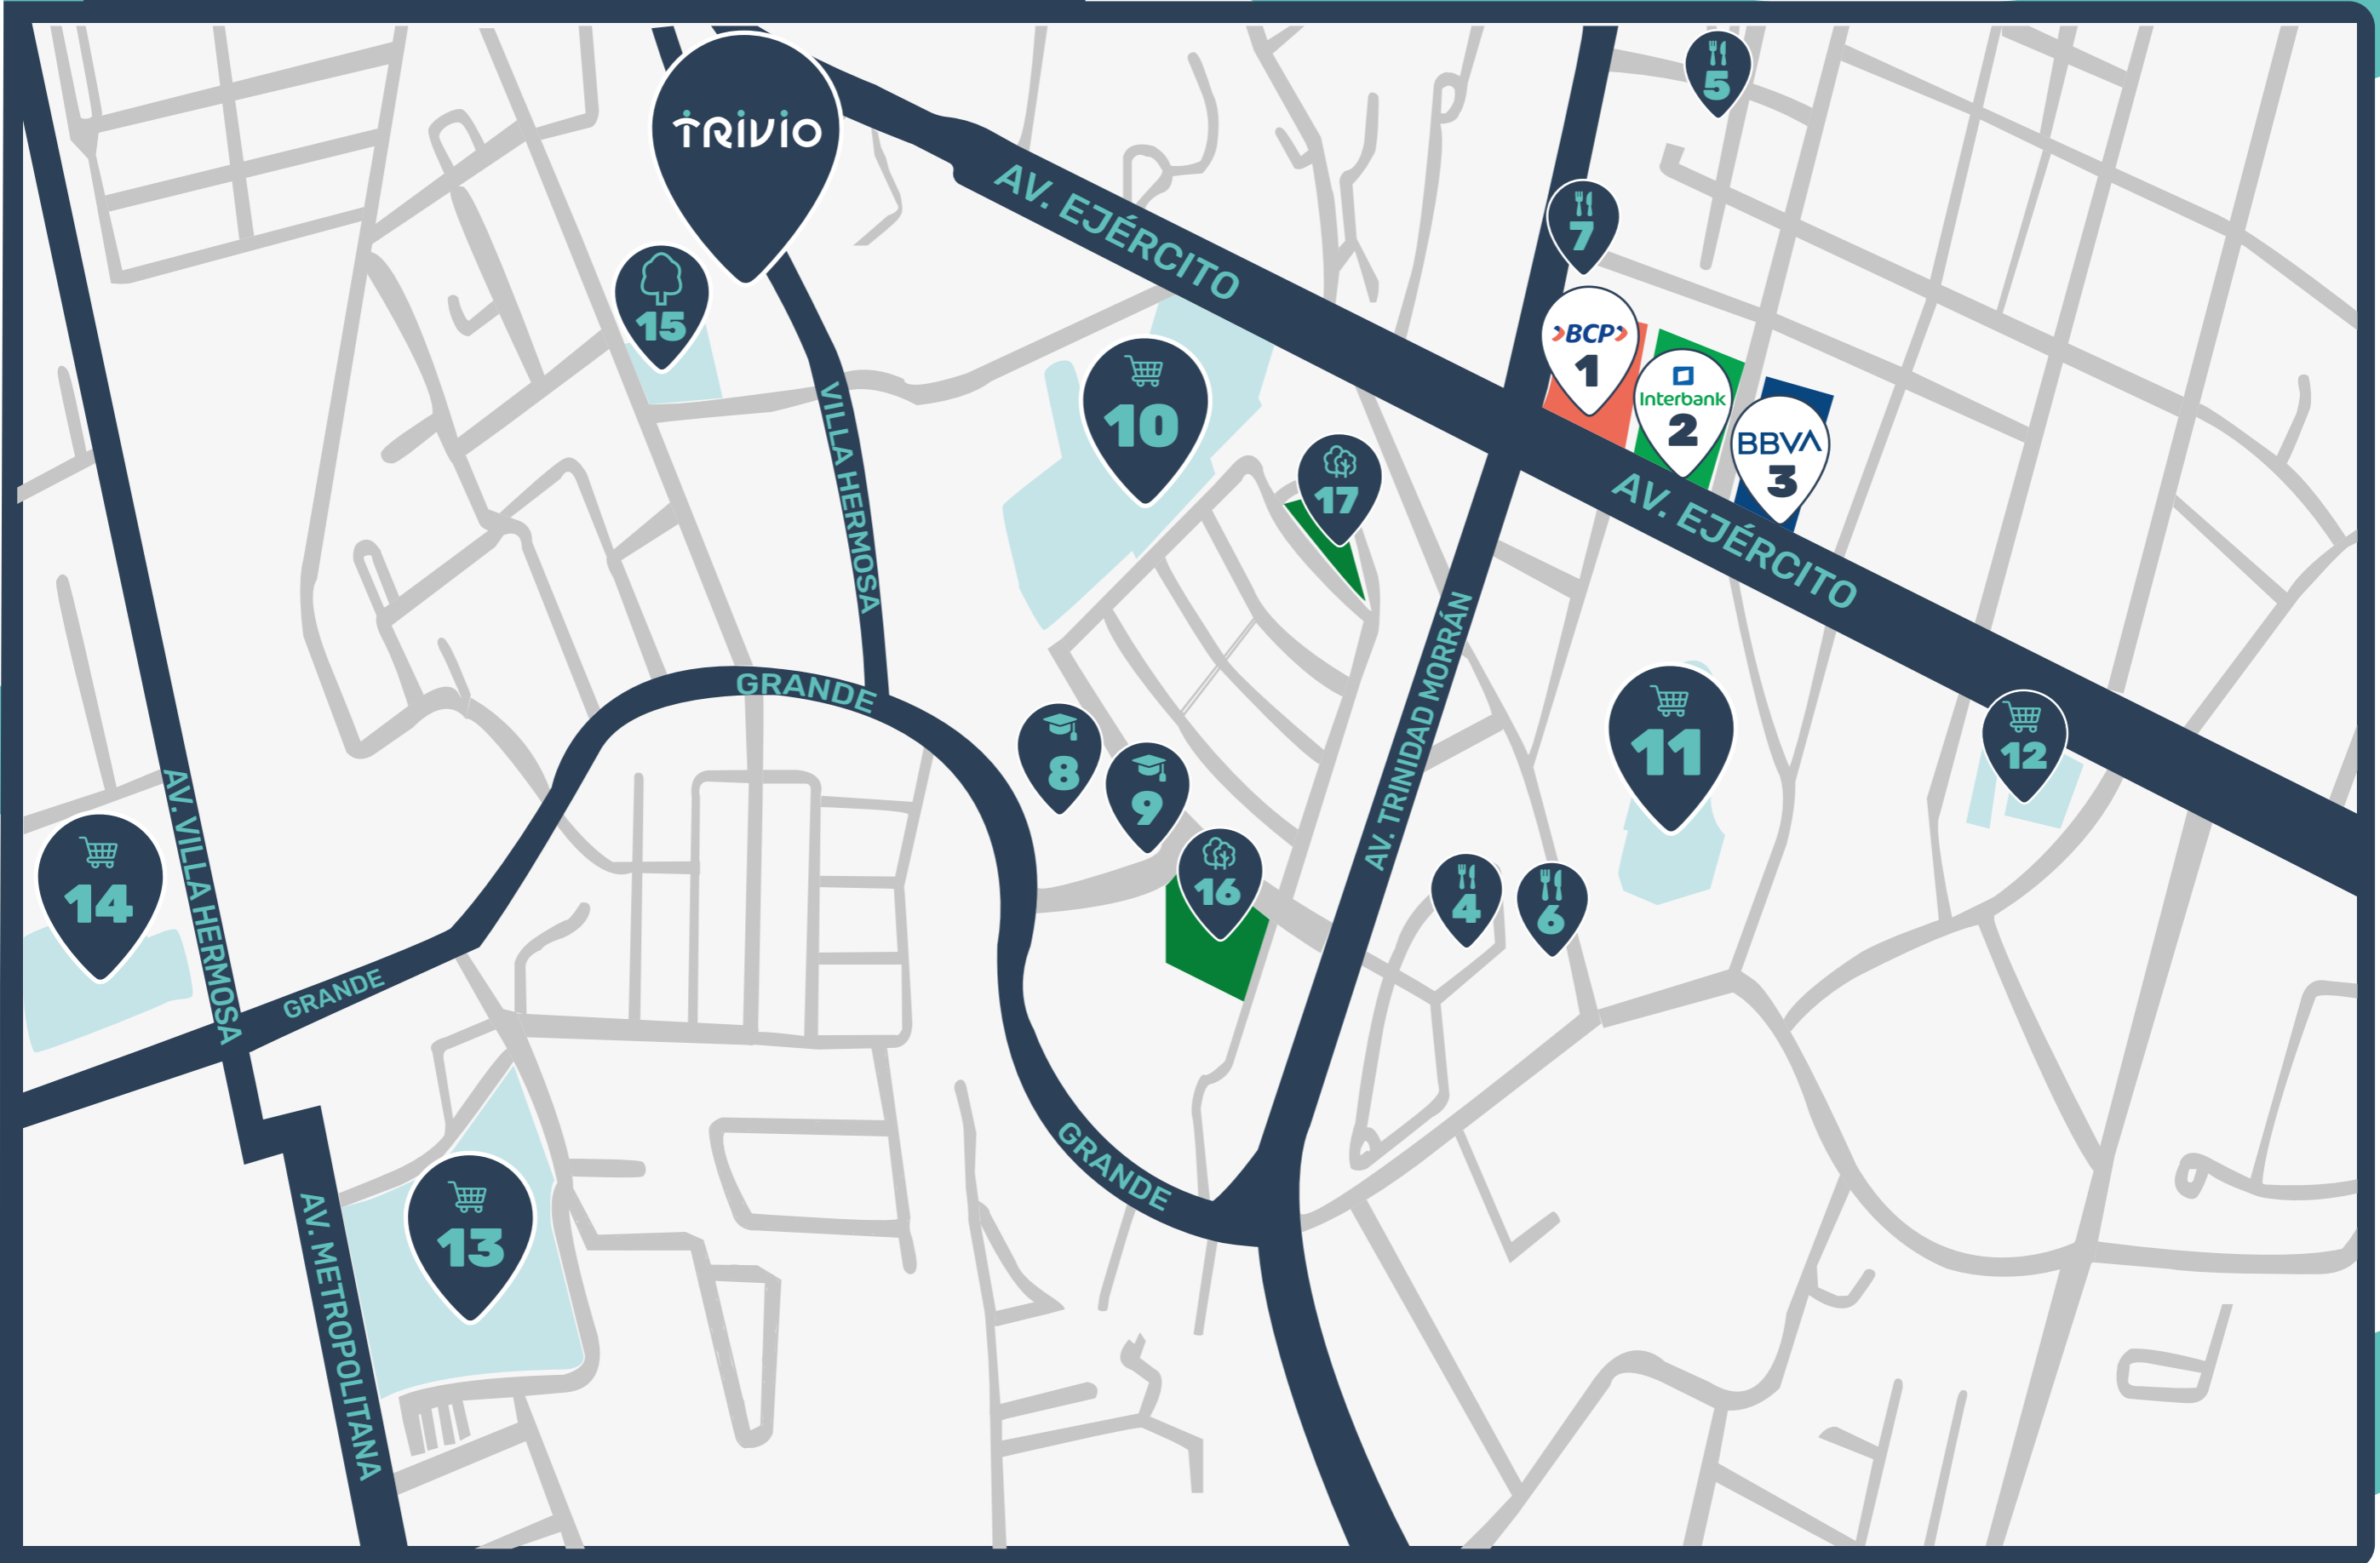 5
TRIVIO
AV. EJÉRCITO
7
15
BCP
1
Interbank
2
BBVA
3
10
17
VILLA HERMOSA
AV. EJÉRCITO
GRANDE
AV. TRINIDAD MORRÁN
8
9
11
12
AV. VILLA HERMOSA
14
16
4
6
GRANDE
GRANDE
13
AV. METROPOLITANA